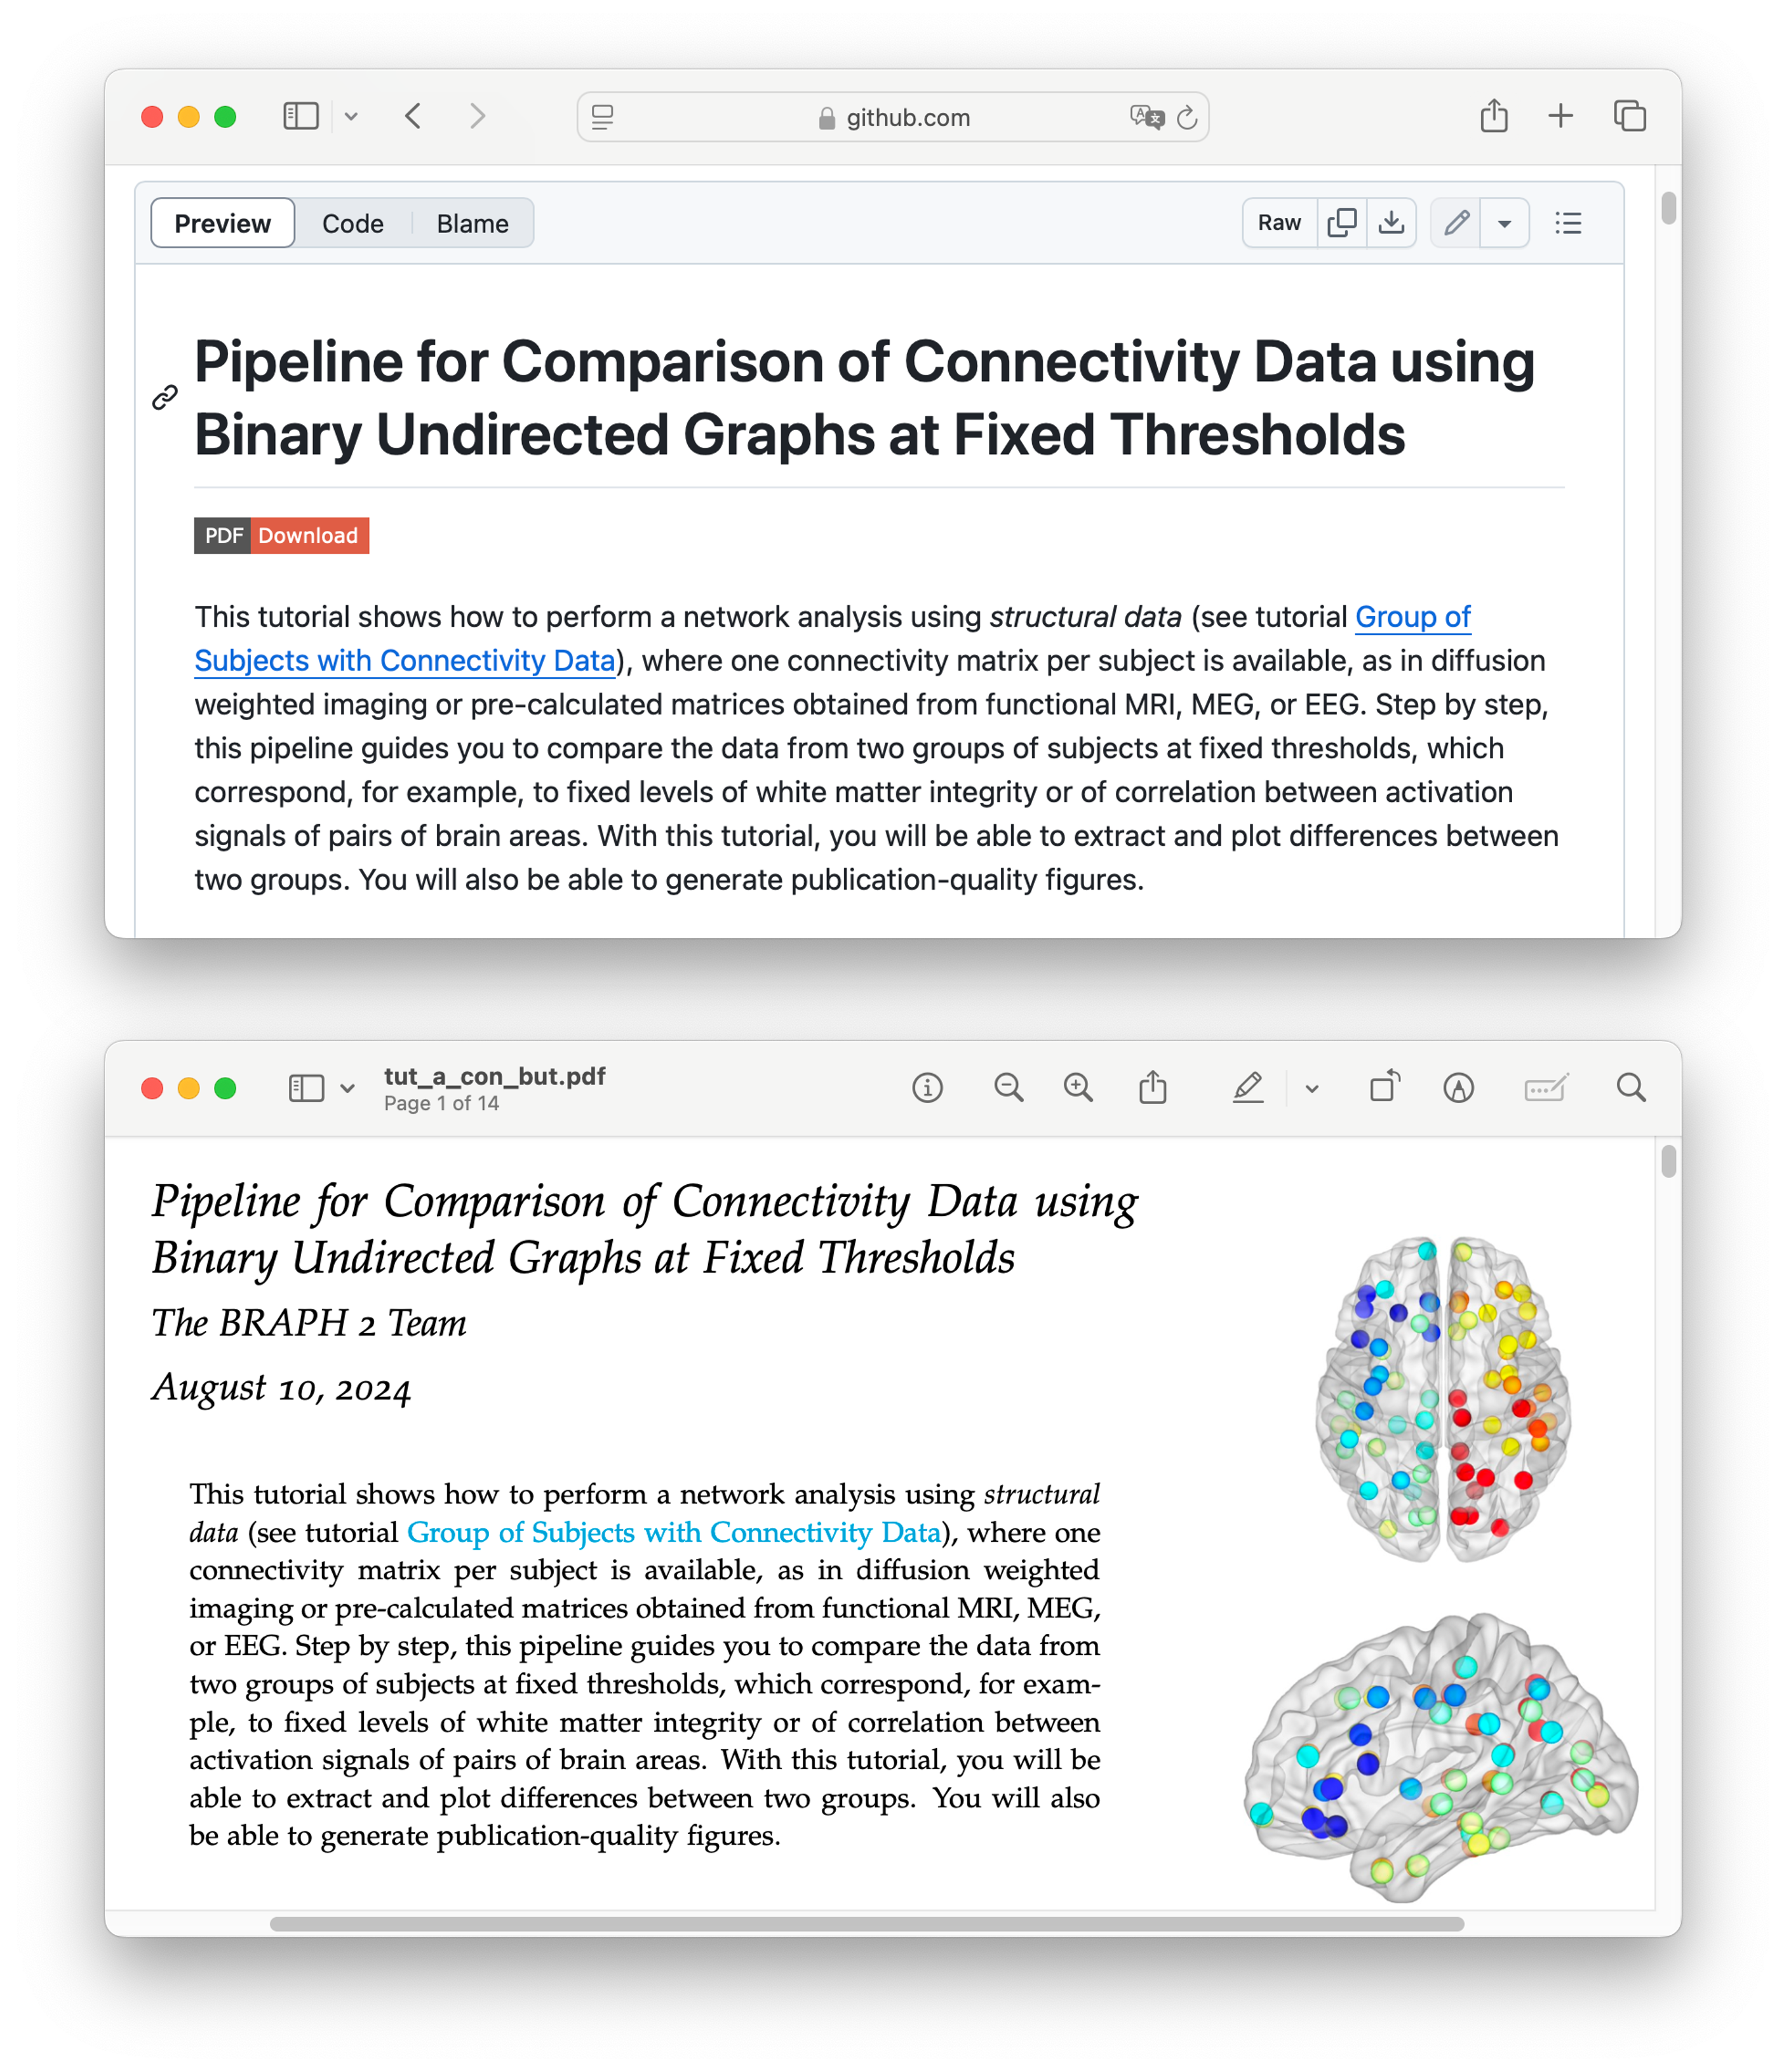 github.com
Preview Code Blame Raw
Pipeline for Comparison of Connectivity Data using
Binary Undirected Graphs at Fixed Thresholds
PDF Download
This tutorial shows how to perform a network analysis using structural data (see tutorial Group of
Subjects with Connectivity Data), where one connectivity matrix per subject is available, as in diffusion
weighted imaging or pre-calculated matrices obtained from functional MRI, MEG, or EEG. Step by step,
this pipeline guides you to compare the data from two groups of subjects at fixed thresholds, which
correspond, for example, to fixed levels of white matter integrity or of correlation between activation
signals of pairs of brain areas. With this tutorial, you will be able to extract and plot differences between
two groups. You will also be able to generate publication-quality figures.
tut_a_con_but.pdf
Page 1 of 14
Pipeline for Comparison of Connectivity Data using
Binary Undirected Graphs at Fixed Thresholds
The BRAPH 2 Team
August 10, 2024
This tutorial shows how to perform a network analysis using structural
data (see tutorial Group of Subjects with Connectivity Data), where one
connectivity matrix per subject is available, as in diffusion weighted
imaging or pre-calculated matrices obtained from functional MRI, MEG,
or EEG. Step by step, this pipeline guides you to compare the data from
two groups of subjects at fixed thresholds, which correspond, for exam-
ple, to fixed levels of white matter integrity or of correlation between
activation signals of pairs of brain areas. With this tutorial, you will be
able to extract and plot differences between two groups. You will also
be able to generate publication-quality figures.